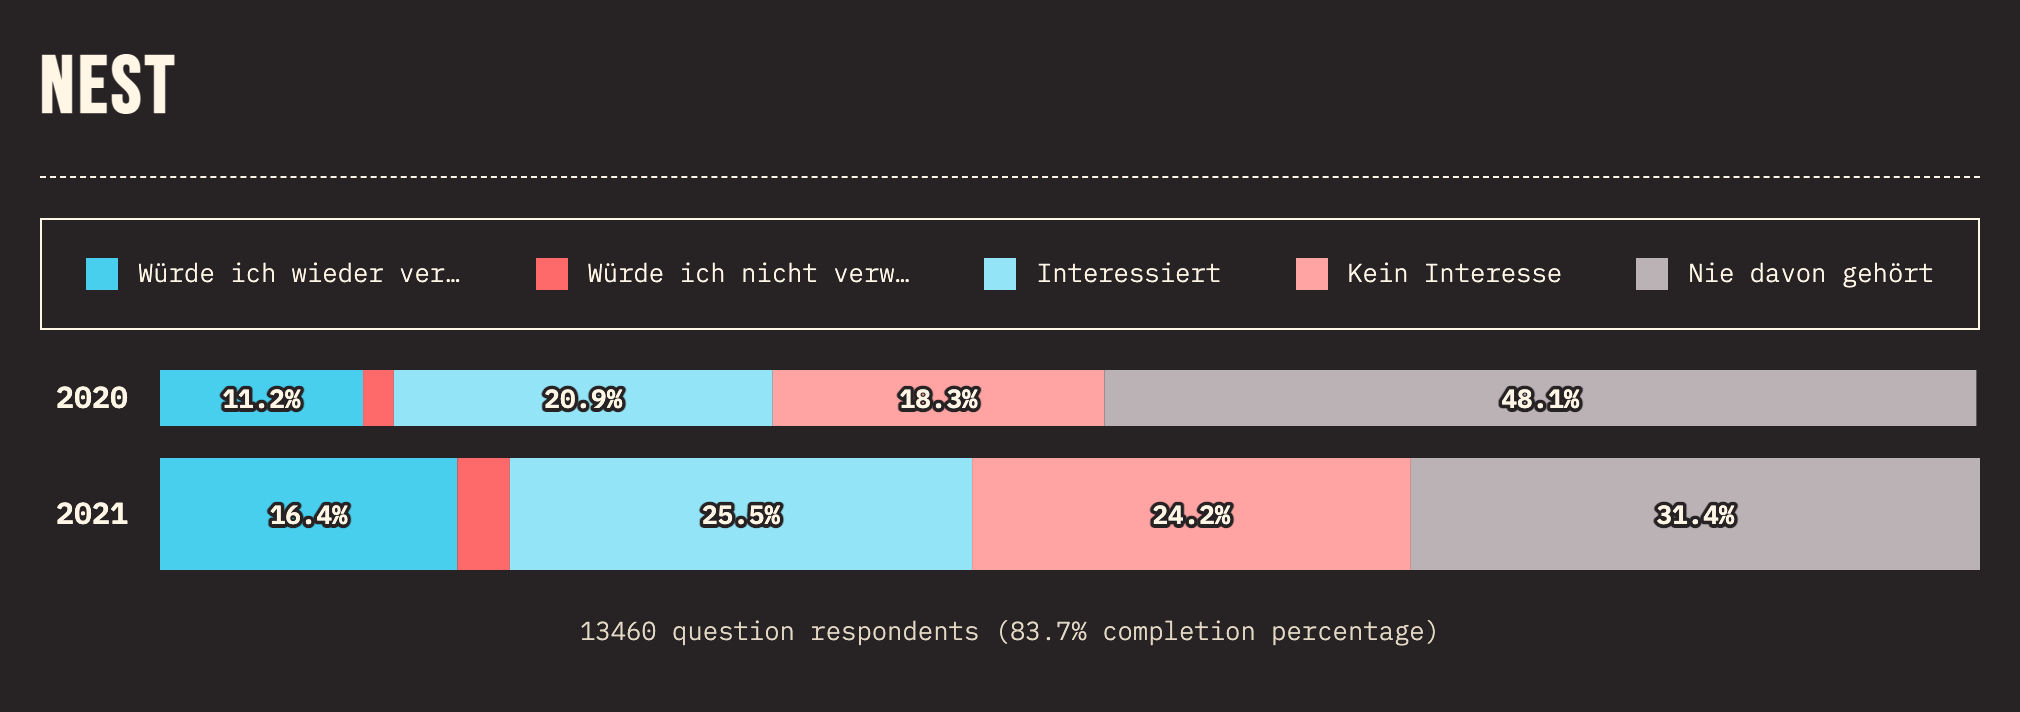 NEST
Würde ich wieder ver… Würde ich nicht verw… Interessiert Kein Interesse Nie davon gehört
2020 11.2% 20.9% 18.3% 48.1%
2021 16.4% 25.5% 24.2% 31.4%
13460 question respondents (83.7% completion percentage)